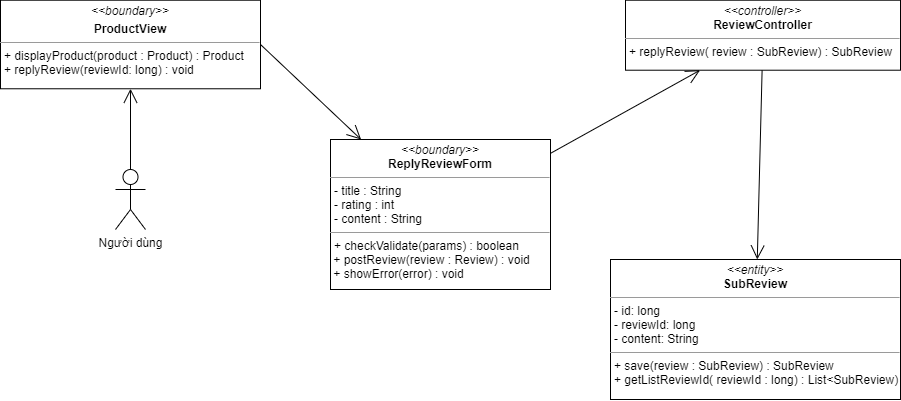 <<boundary>>
ProductView
+ displayProduct(product : Product) : Product
+ replyReview(reviewId: long) : void
Người dùng
<<boundary>>
ReplyReviewForm
- title : String
- rating : int
- content : String
+ checkValidate(params) : boolean
+ postReview(review : Review) : void
+ showError(error) : void
<<controller>>
ReviewController
+ replyReview( review : SubReview) : SubReview
<<entity>>
SubReview
- id: long
- reviewId: long
- content: String
+ save(review : SubReview) : SubReview
+ getListReviewId( reviewId : long) : List<SubReview)